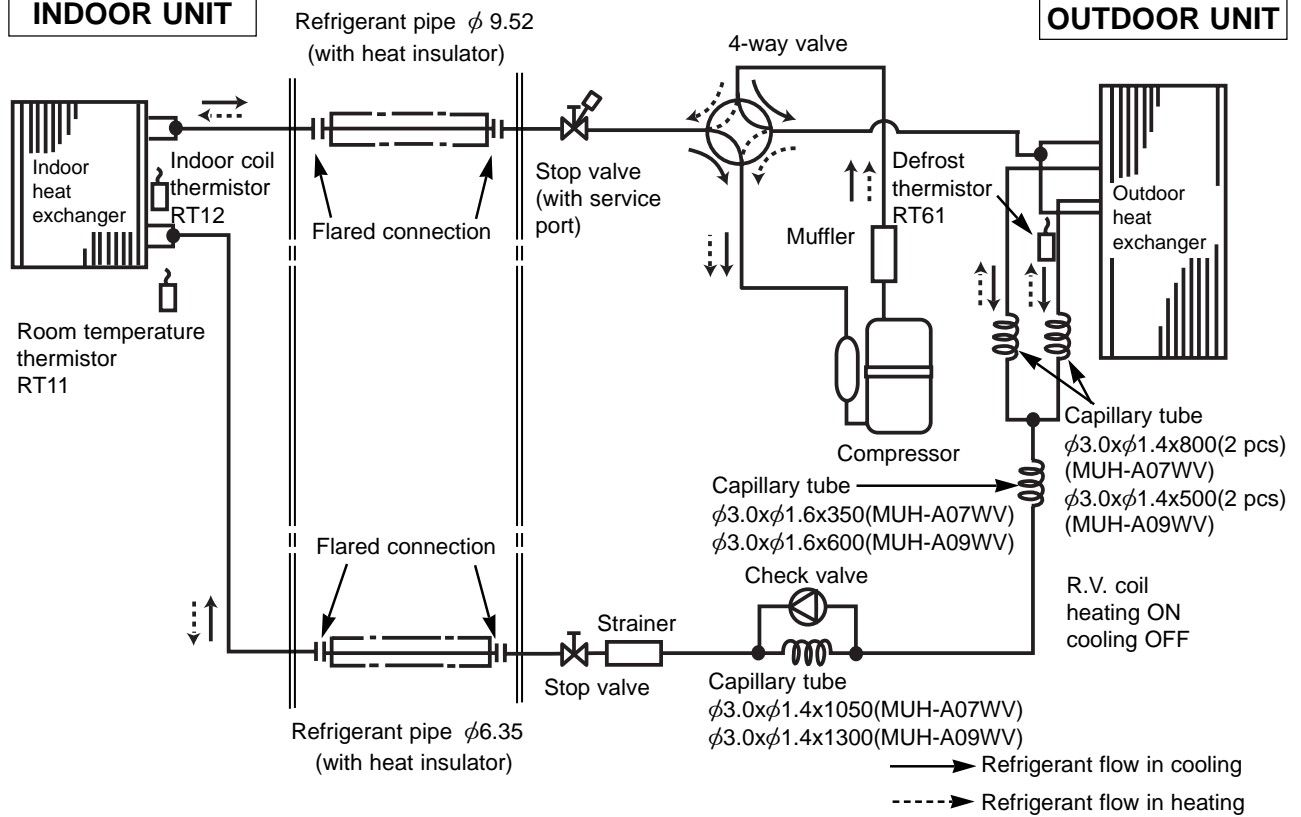 INDOOR UNIT
OUTDOOR UNIT
Refrigerant pipe ϕ 9.52
(with heat insulator)
4-way valve
Indoor
heat
exchanger
Indoor coil
thermistor
RT12
Flared connection
Stop valve
(with service
port)
Defrost
thermistor
RT61
Muffler
Outdoor
heat
exchanger
Room temperature
thermistor
RT11
Compressor
Capillary tube
ϕ3.0xϕ1.4x800(2 pcs)
(MUH-A07WV)
ϕ3.0xϕ1.4x500(2 pcs)
(MUH-A09WV)
Capillary tube
ϕ3.0xϕ1.6x350(MUH-A07WV)
ϕ3.0xϕ1.6x600(MUH-A09WV)
Flared connection
Check valve
R.V. coil
heating ON
cooling OFF
Strainer
Stop valve
Capillary tube
ϕ3.0xϕ1.4x1050(MUH-A07WV)
ϕ3.0xϕ1.4x1300(MUH-A09WV)
Refrigerant pipe ϕ6.35
(with heat insulator)
Refrigerant flow in cooling
Refrigerant flow in heating